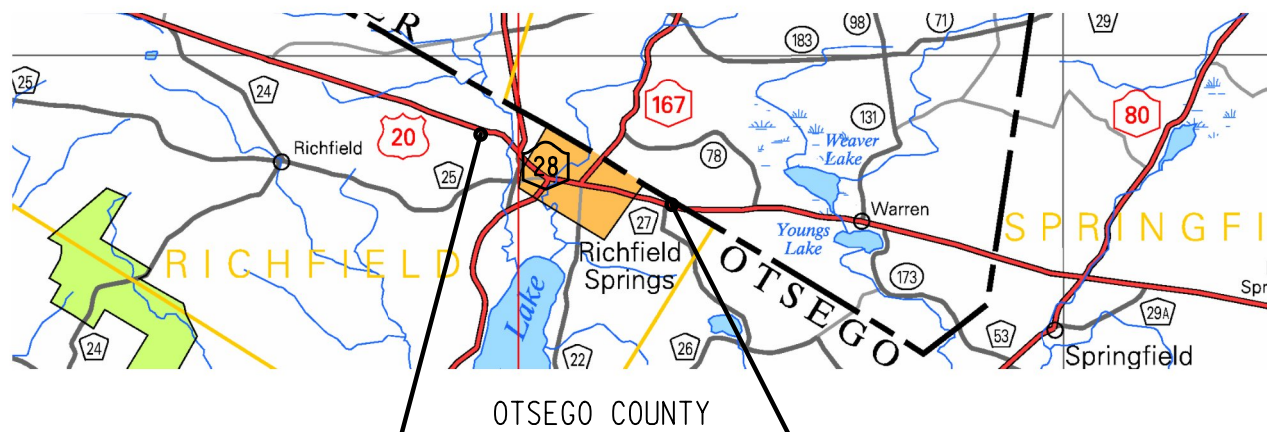 ER
98
71
29
183
25
24
167
20
Richfield
131
80
Weaver
Lake
28
78
25
27
Warren
SPRINGFI
RICHFIELD
Richfield
Springs
Youngs
Lake
OTSEGO
173
Spr
Lake
29A
24
22
26
53
Springfield
OTSEGO COUNTY